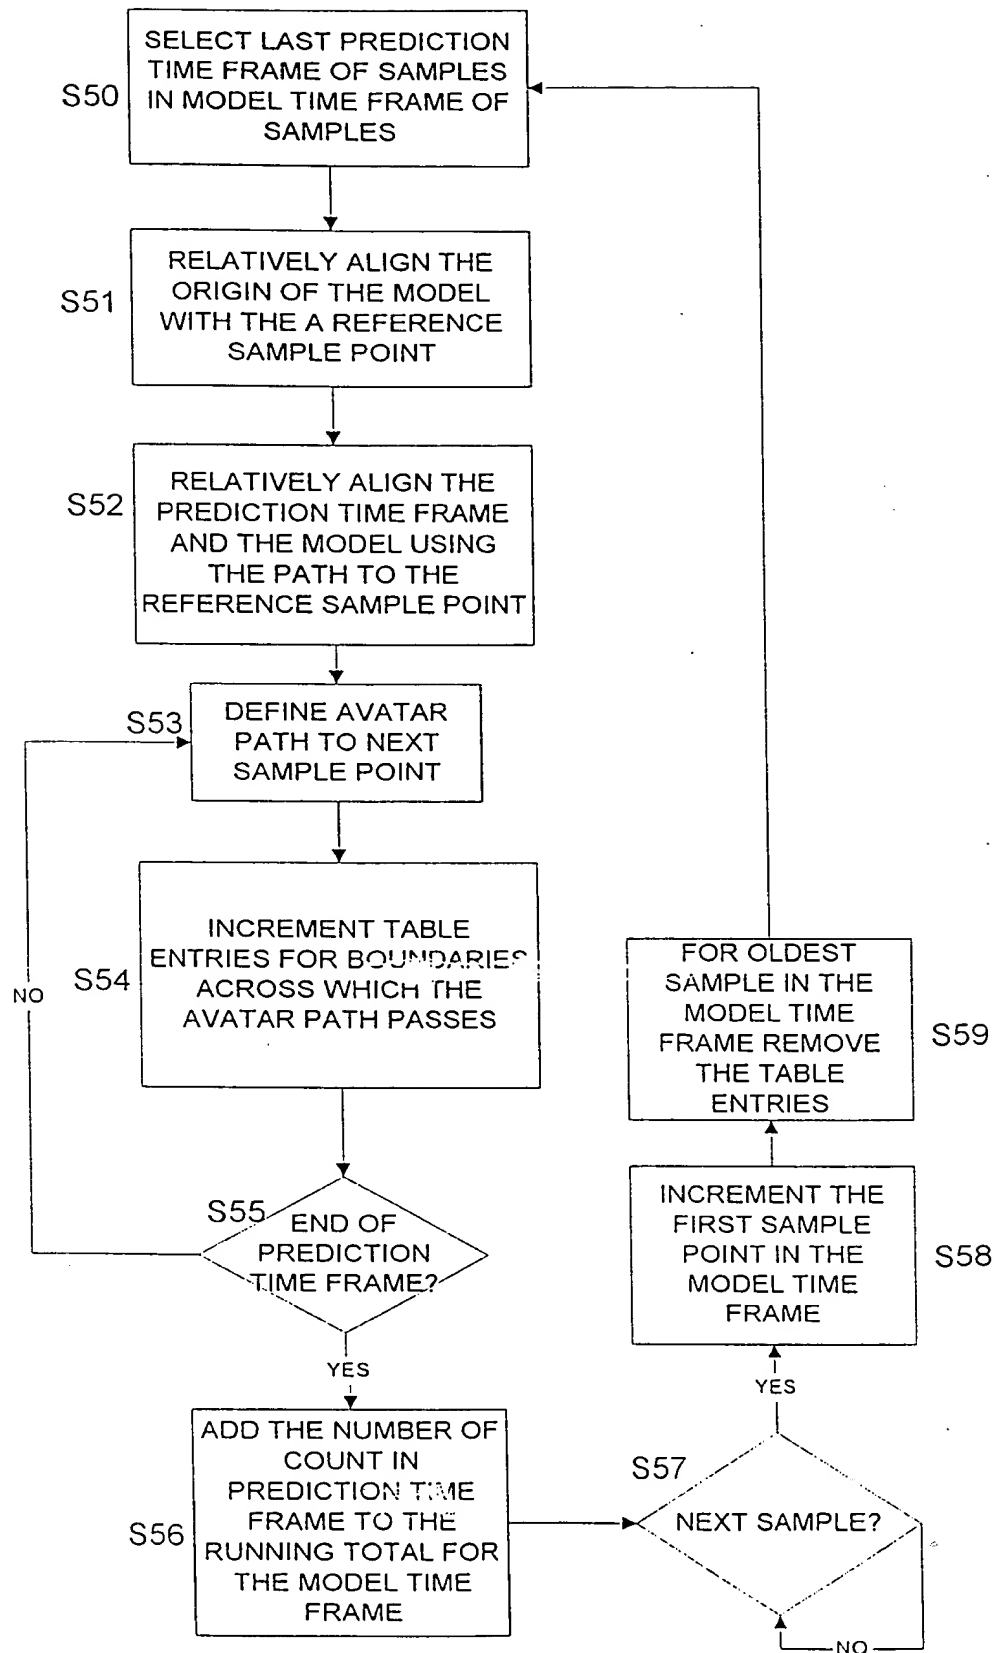 S50
SELECT LAST PREDICTION
TIME FRAME OF SAMPLES
IN MODEL TIME FRAME OF
SAMPLES
S51
RELATIVELY ALIGN THE
ORIGIN OF THE MODEL
WITH THE A REFERENCE
SAMPLE POINT
S52
RELATIVELY ALIGN THE
PREDICTION TIME FRAME
AND THE MODEL USING
THE PATH TO THE
REFERENCE SAMPLE POINT
S53
DEFINE AVATAR
PATH TO NEXT
SAMPLE POINT
S54
INCREMENT TABLE
ENTRIES FOR BOUNDARIES
ACROSS WHICH THE
AVATAR PATH PASSES
NO
S55
END OF
PREDICTION
TIME FRAME?
YES
S56
ADD THE NUMBER OF
COUNT IN
PREDICTION TIME
FRAME TO THE
RUNNING TOTAL FOR
THE MODEL TIME
FRAME
S57
NEXT SAMPLE?
NO
YES
S58
INCREMENT THE
FIRST SAMPLE
POINT IN THE
MODEL TIME
FRAME
S59
FOR OLDEST
SAMPLE IN THE
MODEL TIME
FRAME REMOVE
THE TABLE
ENTRIES